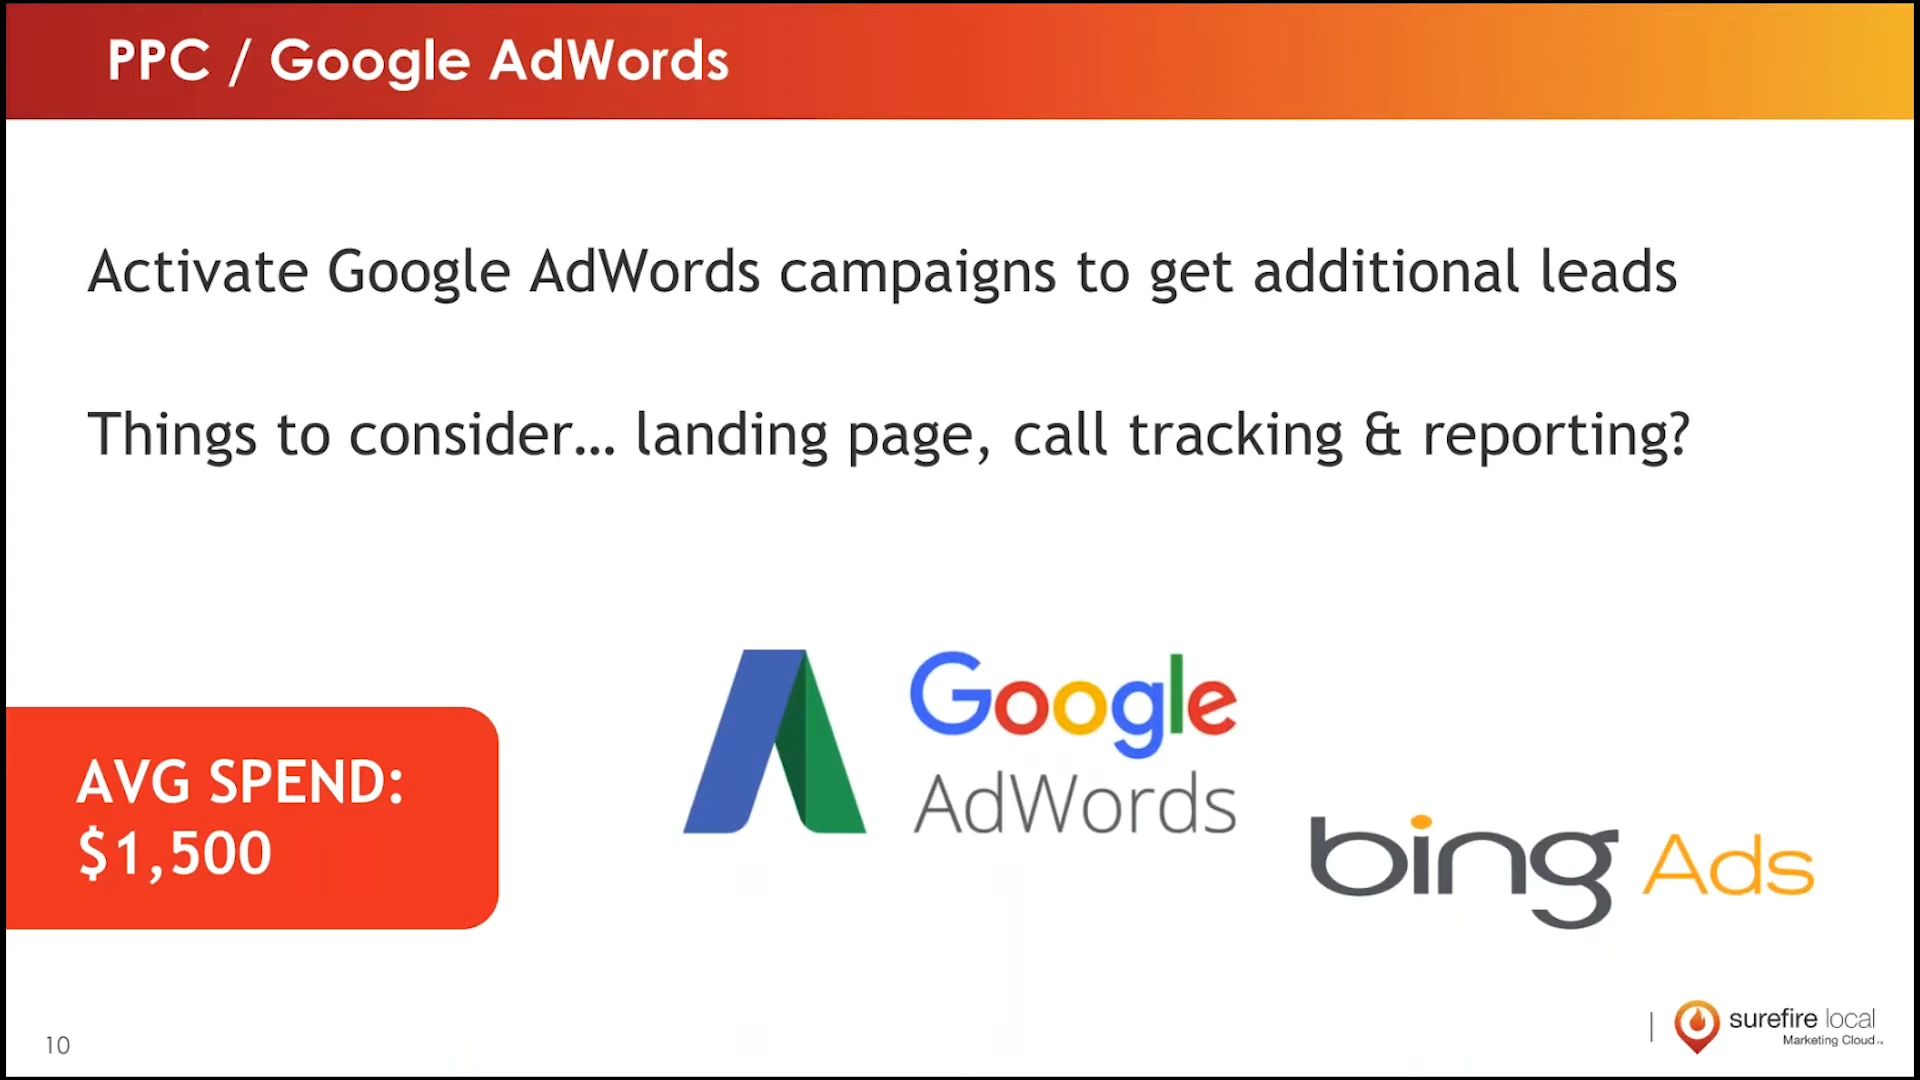 PPC / Google AdWords
Activate Google AdWords campaigns to get additional leads
Things to consider... landing page, call tracking & reporting?
AVG SPEND:
$1,500
Google
AdWords
bing Ads
10
surefire local
Marketing Cloud